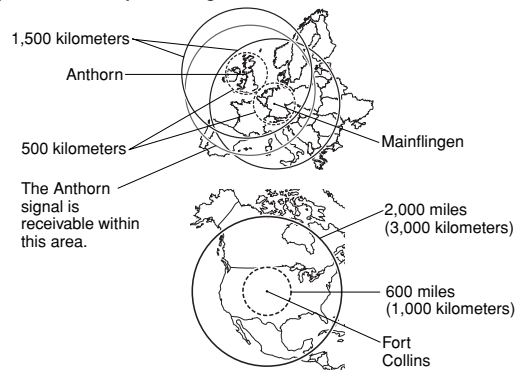 1,500 kilometers
Anthorn
500 kilometers
Mainflingen
The Anthorn
signal is
receivable within
this area.
2,000 miles
(3,000 kilometers)
600 miles
(1,000 kilometers)
Fort
Collins